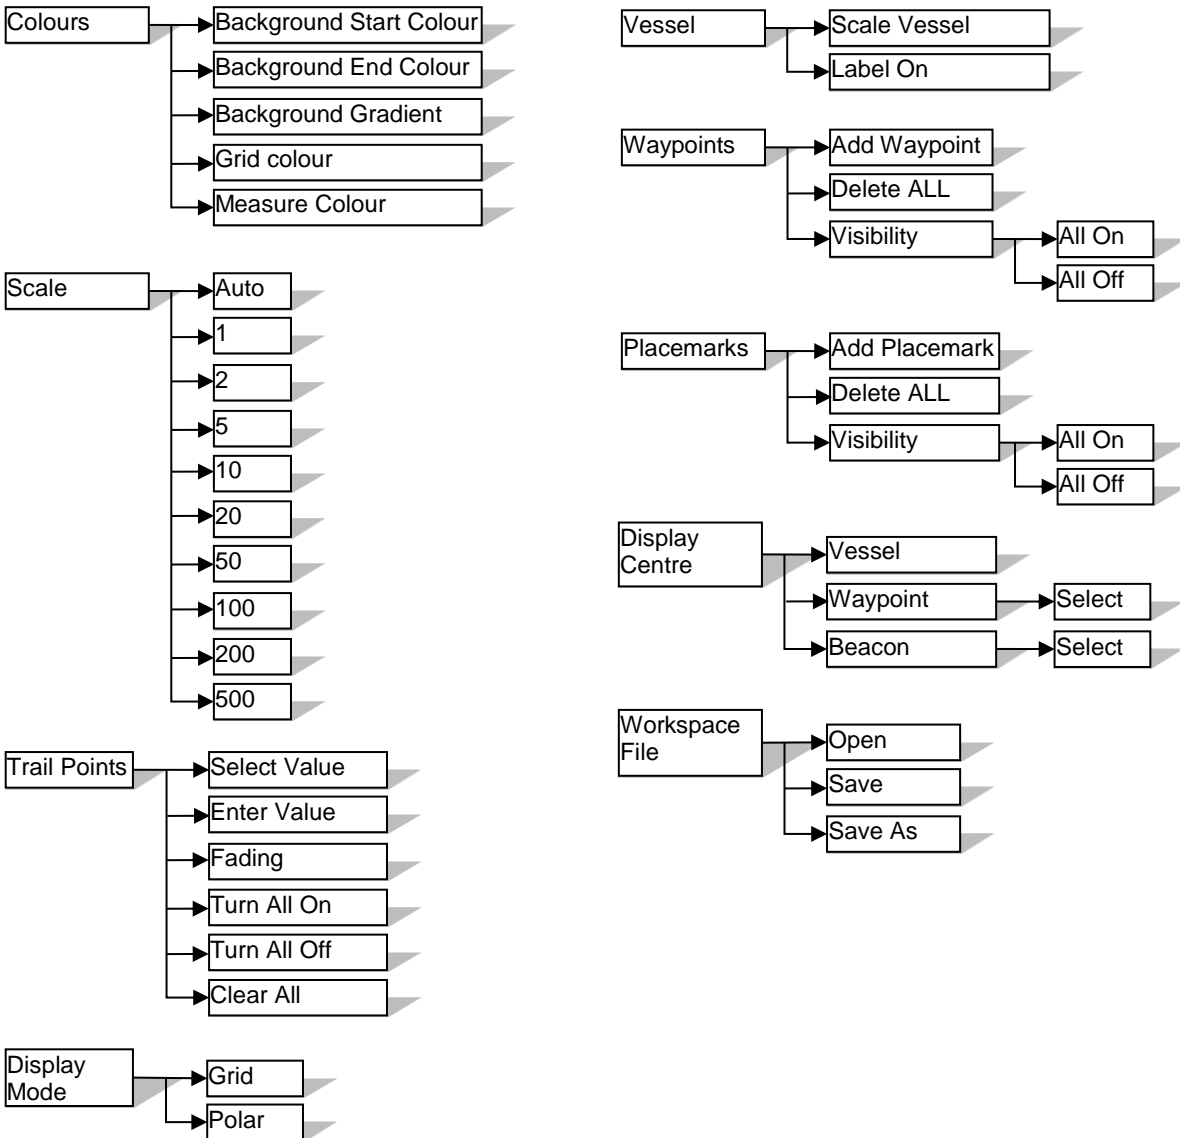 Colours
Background Start Colour
Background End Colour
Background Gradient
Grid colour
Measure Colour
Scale
Auto
1
2
5
10
20
50
100
200
500
Trail Points
Select Value
Enter Value
Fading
Turn All On
Turn All Off
Clear All
Display
Mode
Grid
Polar
Vessel
Scale Vessel
Label On
Waypoints
Add Waypoint
Delete ALL
Visibility
All On
All Off
Placemarks
Add Placemark
Delete ALL
Visibility
All On
All Off
Display
Centre
Vessel
Waypoint
Select
Beacon
Select
Workspace
File
Open
Save
Save As